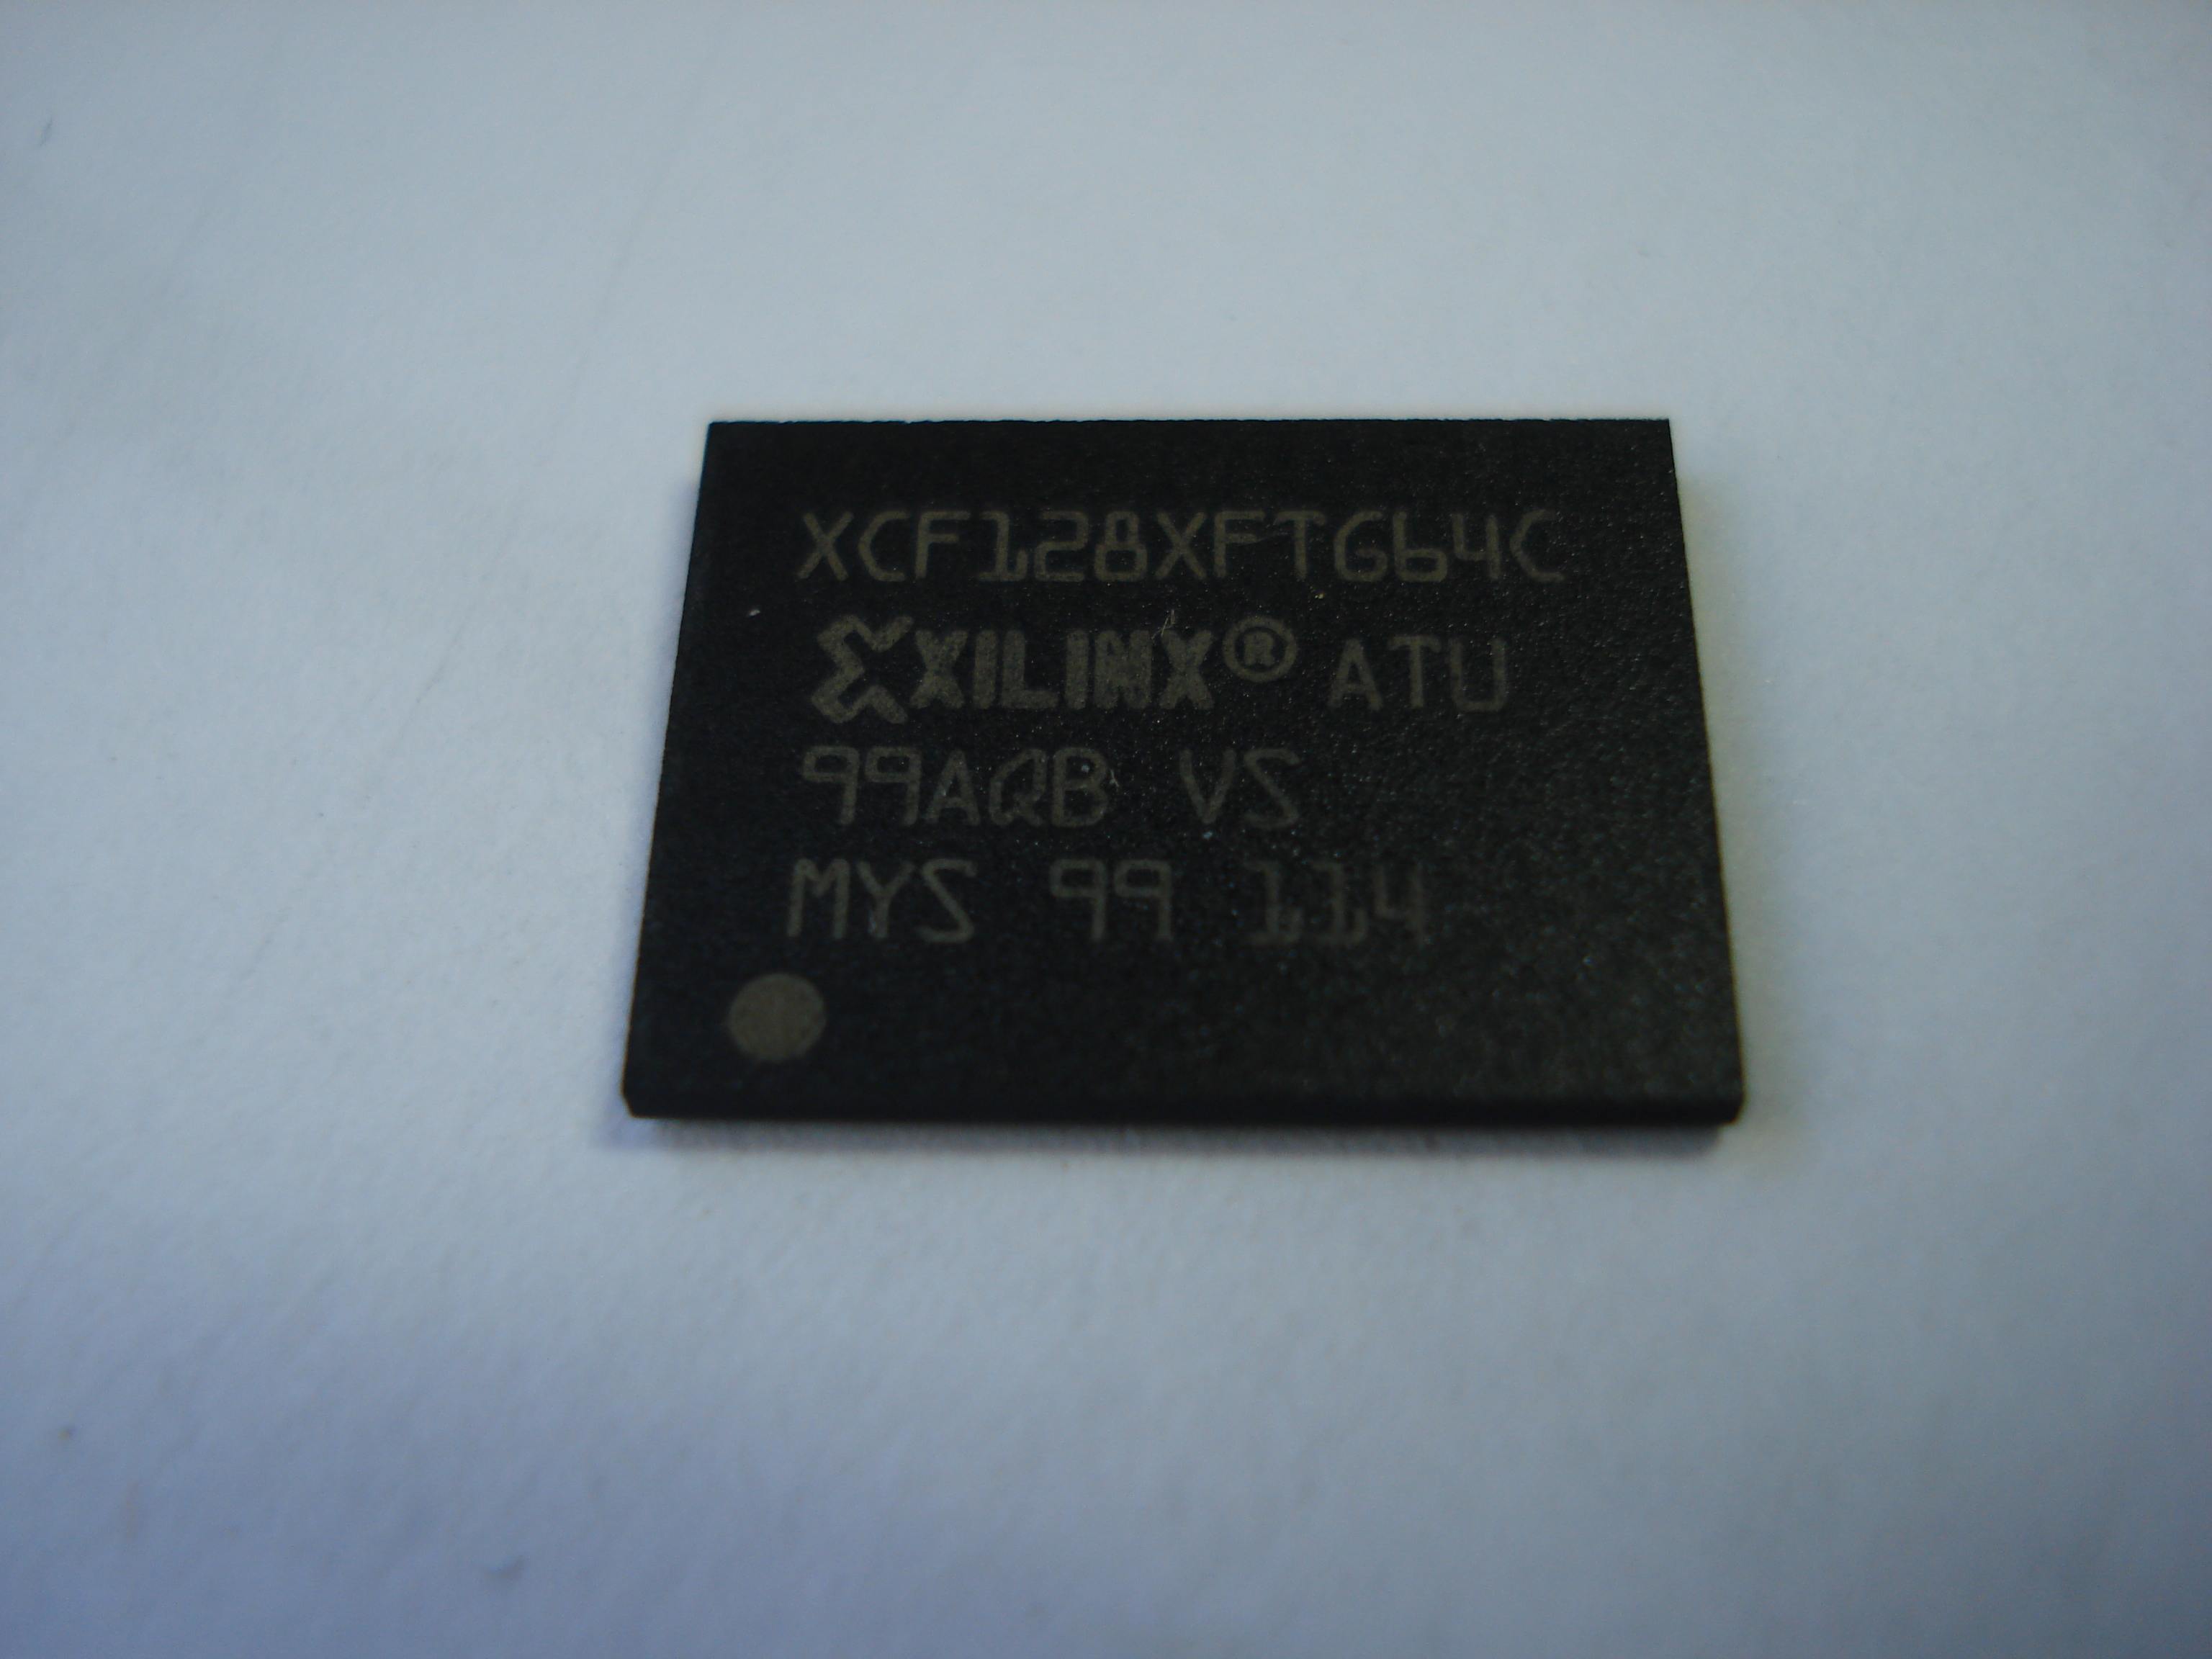 XCF128XFTG64C
XILINX® ATU
99AQB VS
MYS 99 114